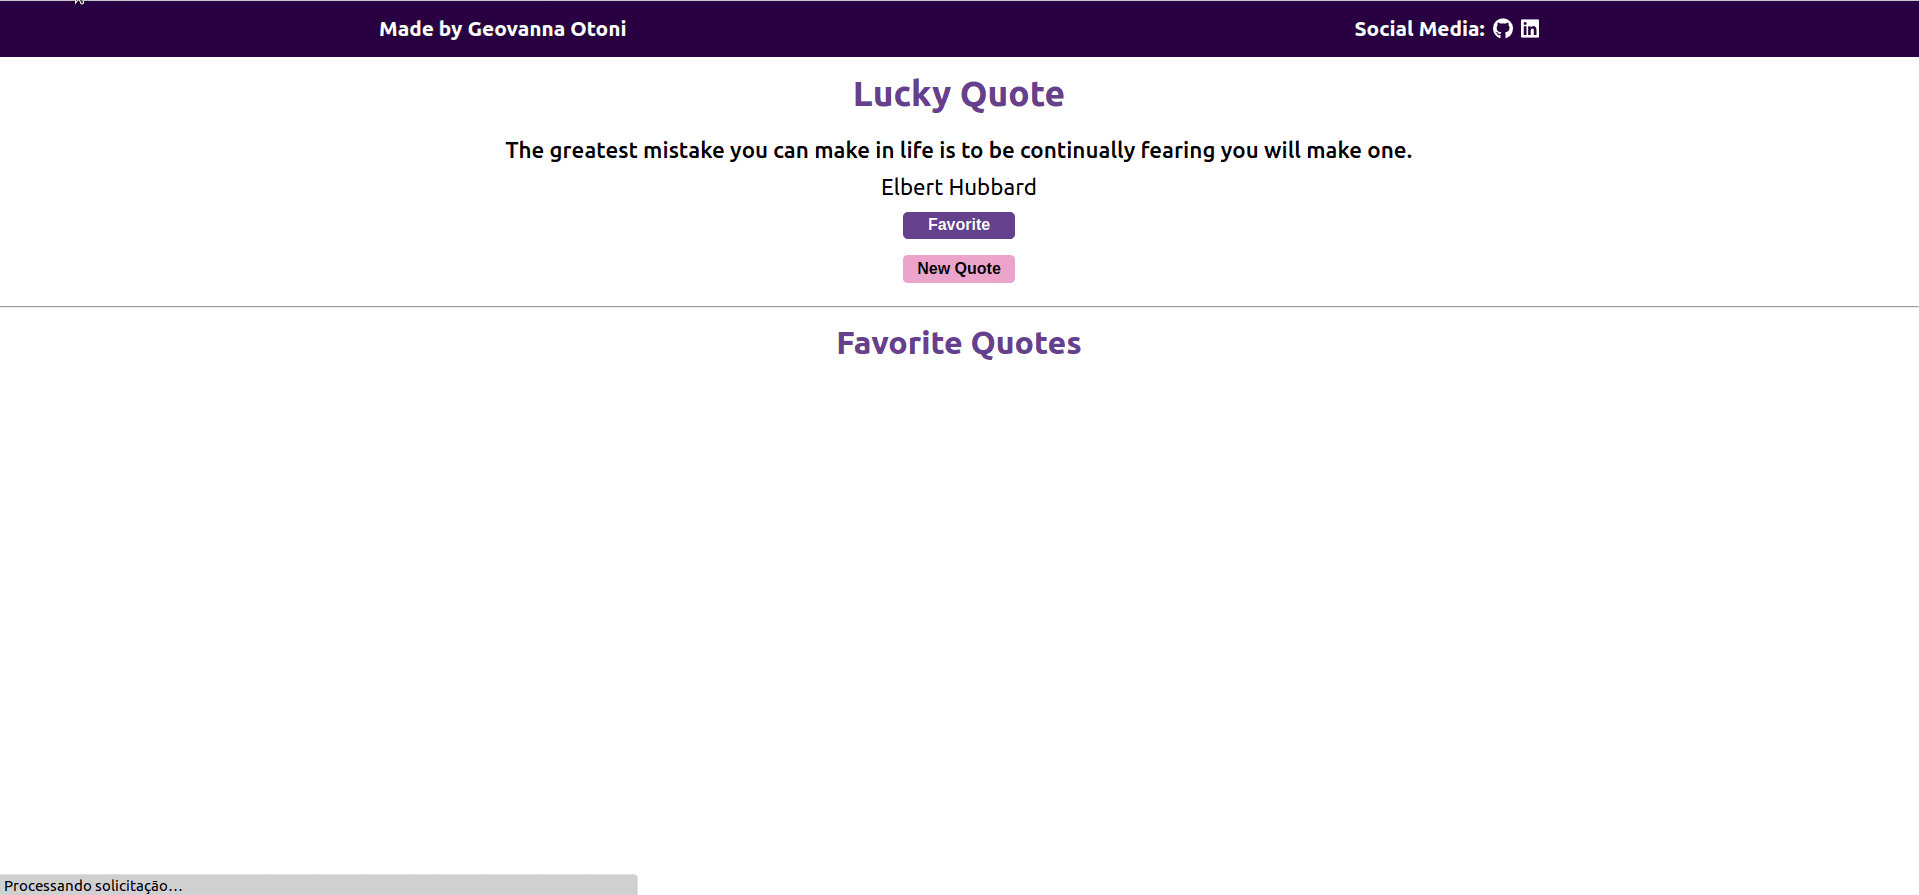 Made by Geovanna Otoni
Social Media:
Lucky Quote
The greatest mistake you can make in life is to be continually fearing you will make one.
Elbert Hubbard
Favorite
New Quote
Favorite Quotes
Processando solicitação…